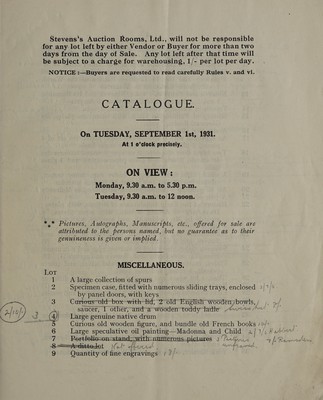 Stevens's Auction Rooms, Ltd., will not be responsible
for any lot left by either Vendor or Buyer for more than two
days from the day of Sale. Any lot left after that time will
be subject to a charge for warehousing, 1/- per lot per day.
NOTICE :—Buyers are requested to read carefully Rules v. and vi.
CATALOGUE.
On TUESDAY, SEPTEMBER 1st, 1931.
At 1 o'clock precisely.
ON VIEW :
Monday, 9.30 a.m. to 5.30 p.m.
Tuesday, 9.30 a.m. to 12 noon.
*** Pictures, Autographs, Manuscripts, etc., offered for sale are
attributed to the persons named, but no guarantee as to their
genuineness is given or implied.
MISCELLANEOUS.
LOT
1 A large collection of spurs
2 Specimen case, fitted with numerous sliding trays, enclosed
by panel doors, with keys
3 Curious old box with lid, 2 old English wooden bowls,
saucer, 1 other, and a wooden toddy ladle
2/10/- 3 4 Large genuine native drum
5 Curious old wooden figure, and bundle old French books
6 Large speculative oil painting—Madonna and Child
7 Portfolio on stand, with numerous pictures
8 A ditto lot Not offered
9 Quantity of fine engravings